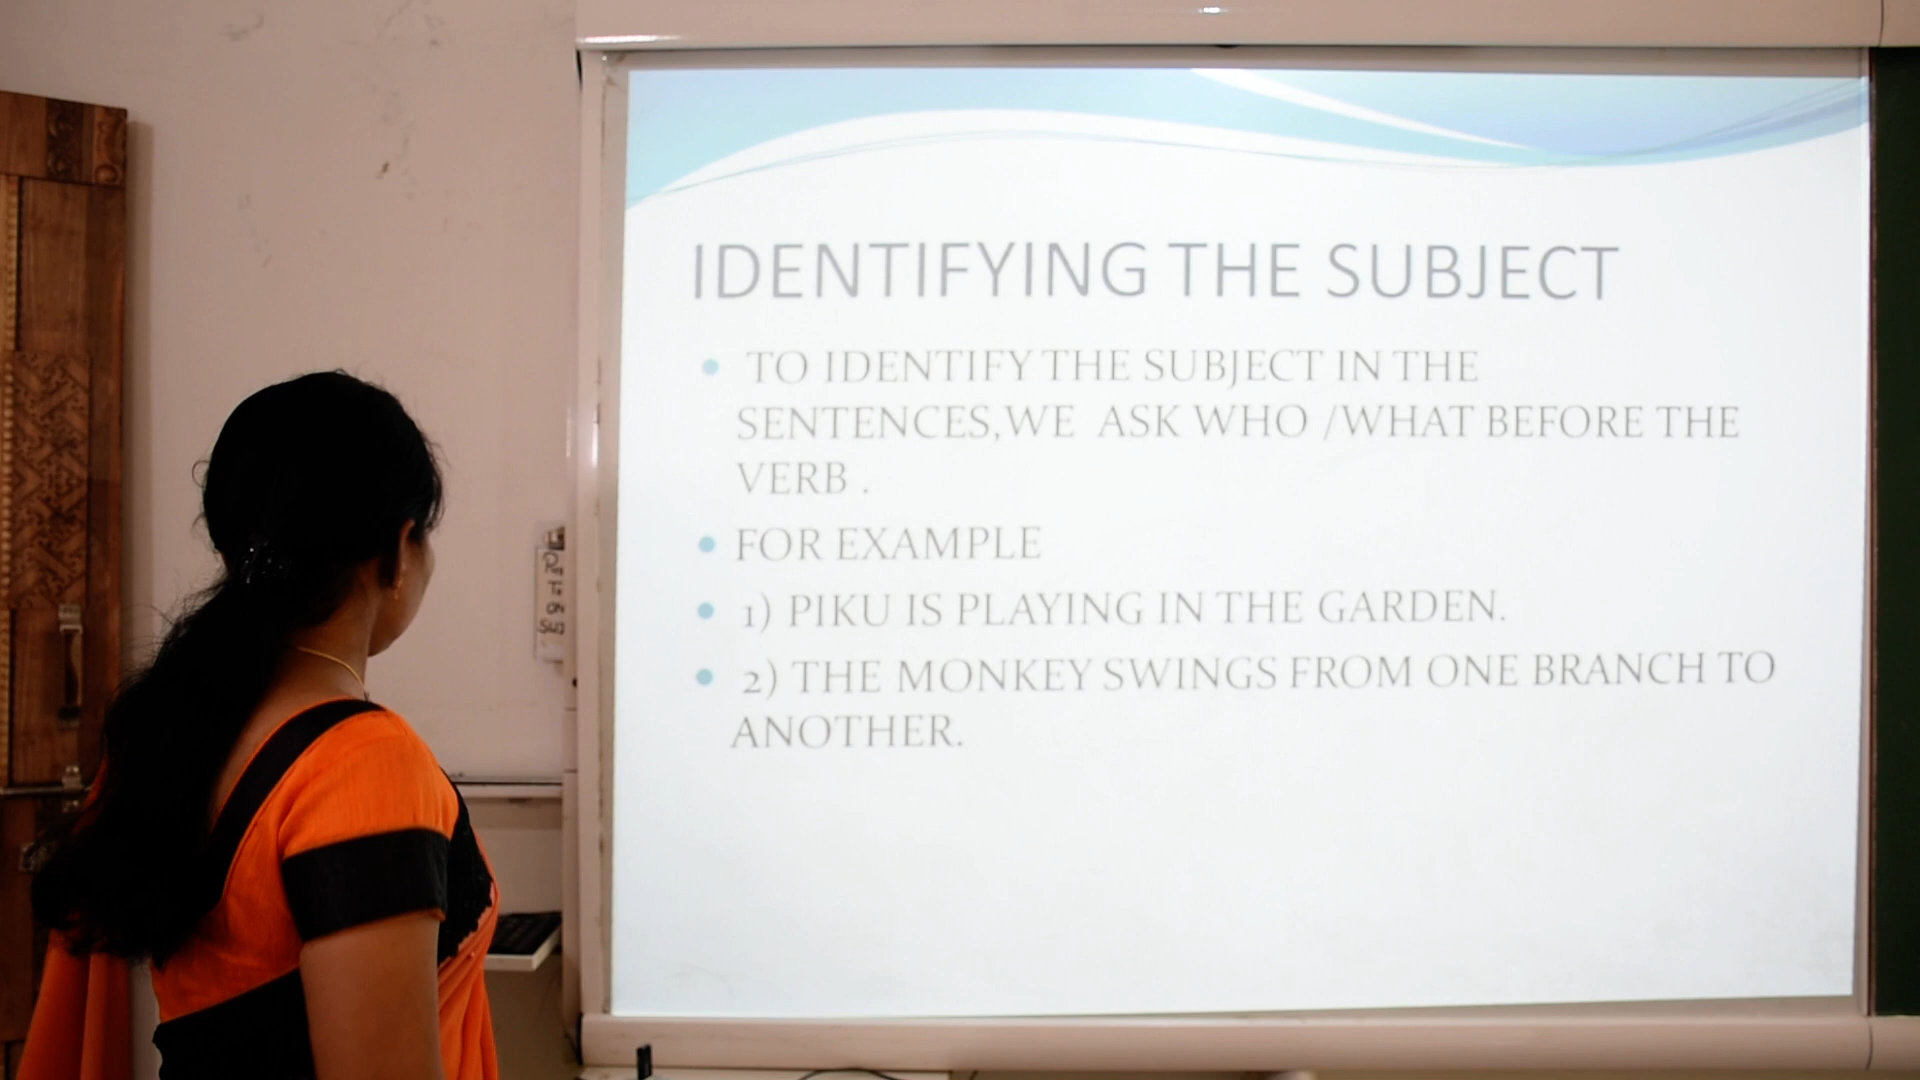 IDENTIFYING THE SUBJECT
TO IDENTIFY THE SUBJECT IN THE
SENTENCES,WE ASK WHO /WHAT BEFORE THE
VERB .
FOR EXAMPLE
1) PIKU IS PLAYING IN THE GARDEN.
2) THE MONKEY SWINGS FROM ONE BRANCH TO
ANOTHER.